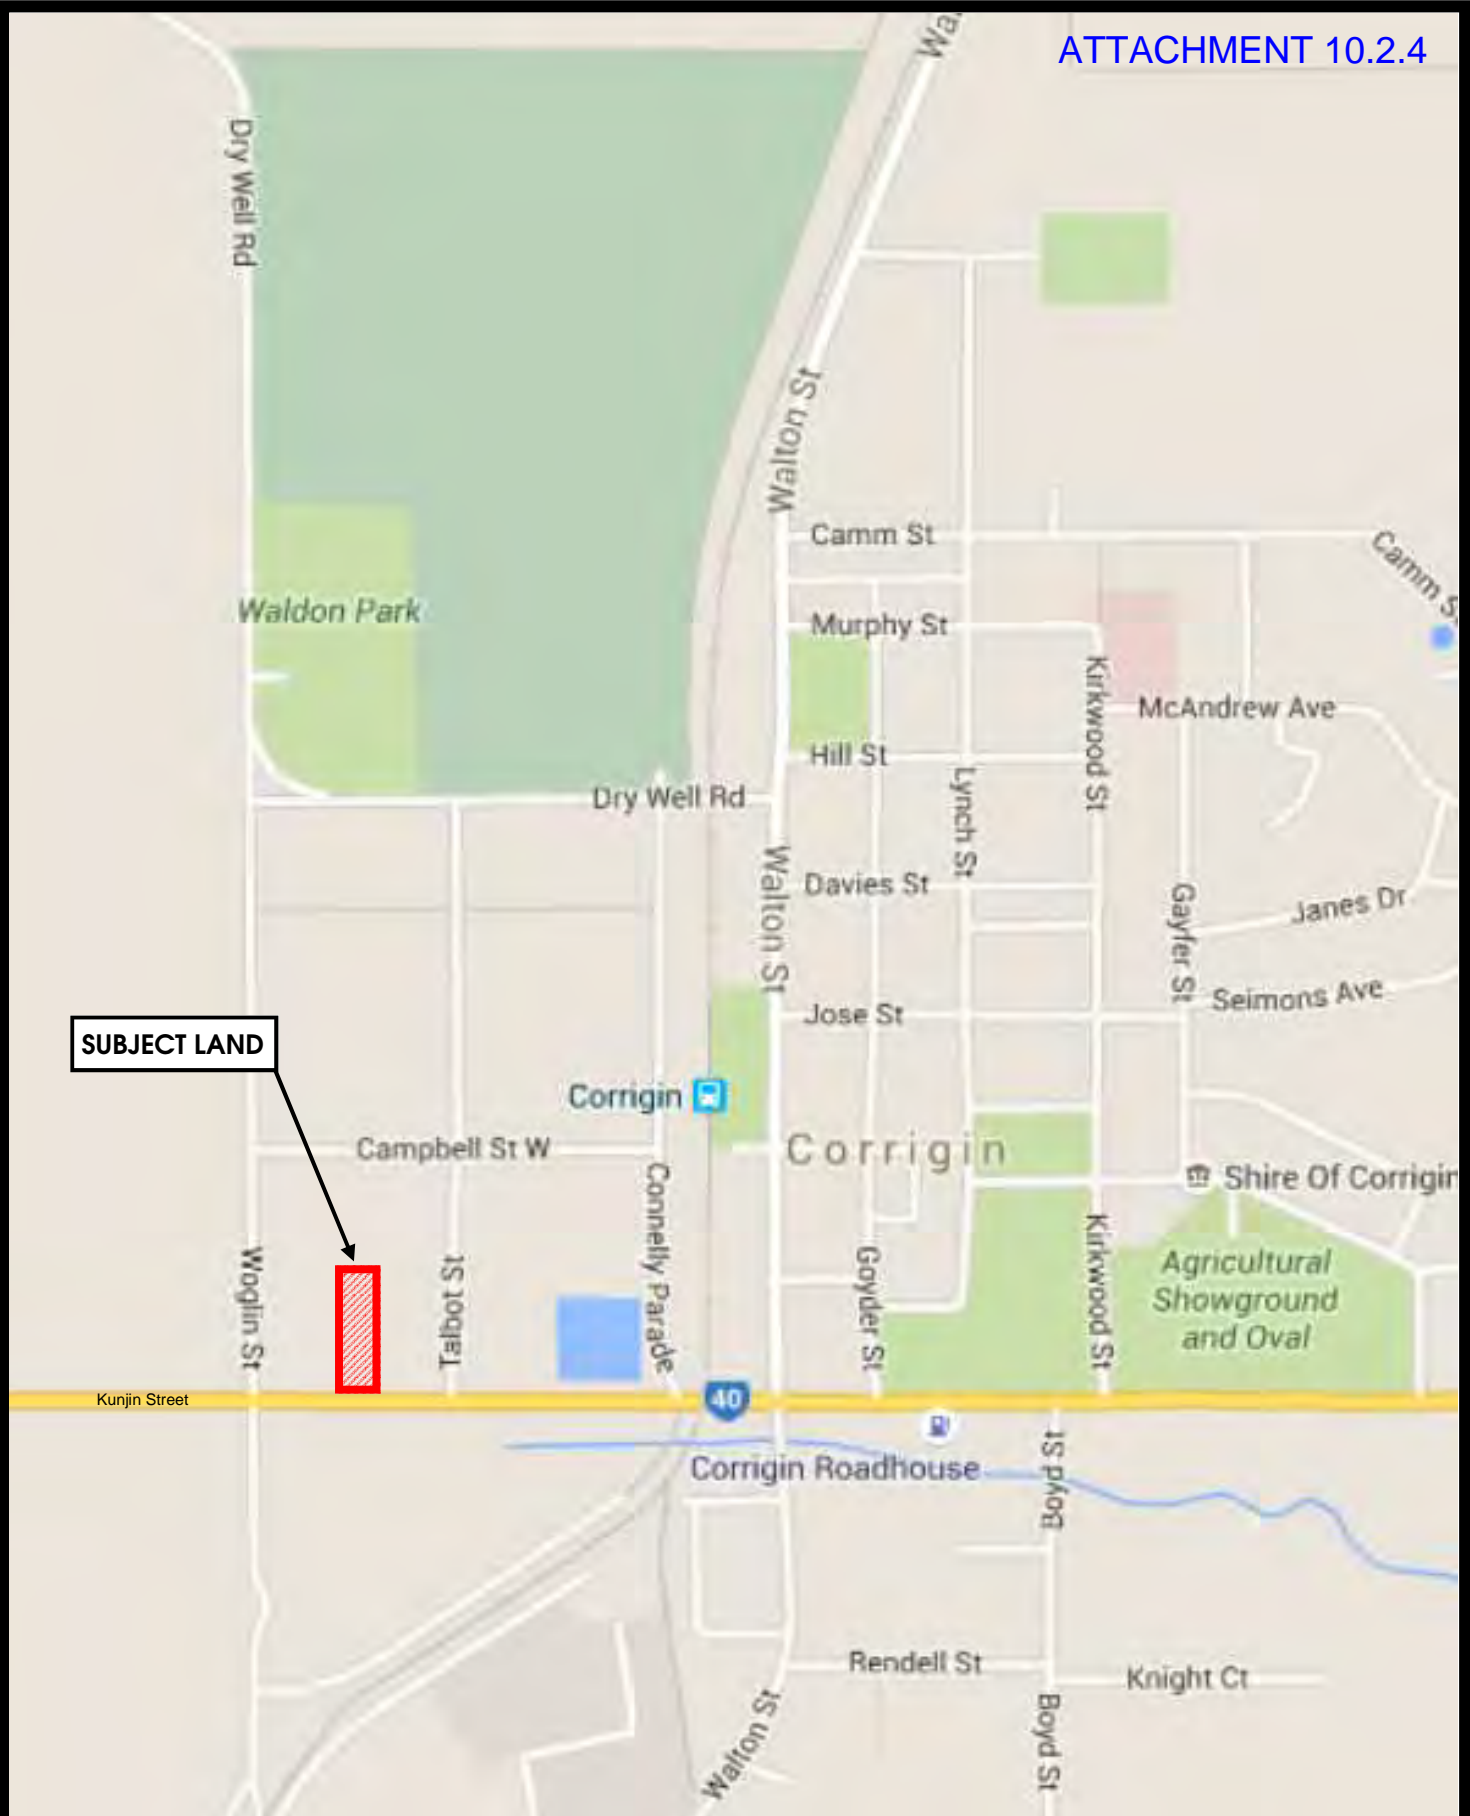 ATTACHMENT 10.2.4
Dry Well Rd
Walton St
Camm St
Camm
Waldon Park
Murphy St
Kirkwood St
McAndrew Ave
Hill St
Lynch St
Dry Well Rd
Walton St
Davies St
Gayfer St
Janes Dr
Seimons Ave
Jose St
SUBJECT LAND
Corrigin
Corrigin
Campbell St W
Connelly Parade
Shire Of Corrigin
Woglin St
Talbot St
Goyder St
Kirkwood St
Agricultural
Showground
and Oval
Kunjin Street
40
Corrigin Roadhouse
Boyd St
Rendell St
Knight Ct
Walton St
Boyd St